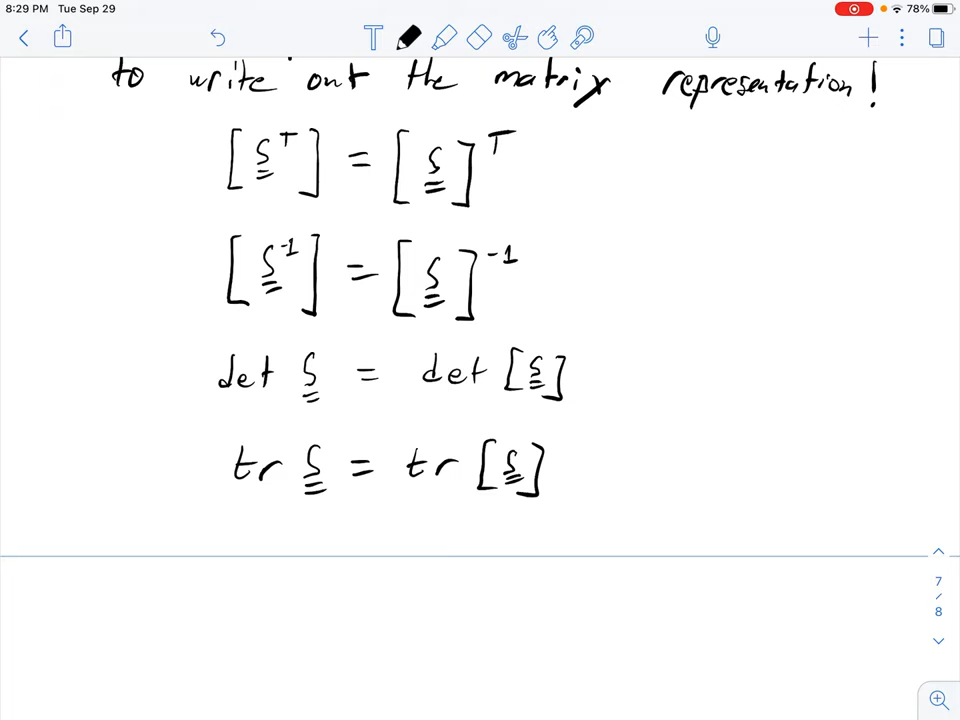 8:29 PM Tue Sep 29 78%
T
to write out the matrix representation!
[S̳ᵀ] = [S̳]ᵀ
[S̳⁻¹] = [S̳]⁻¹
det S̳ = det [S̳]
tr S̳ = tr [S̳]
7
/
8